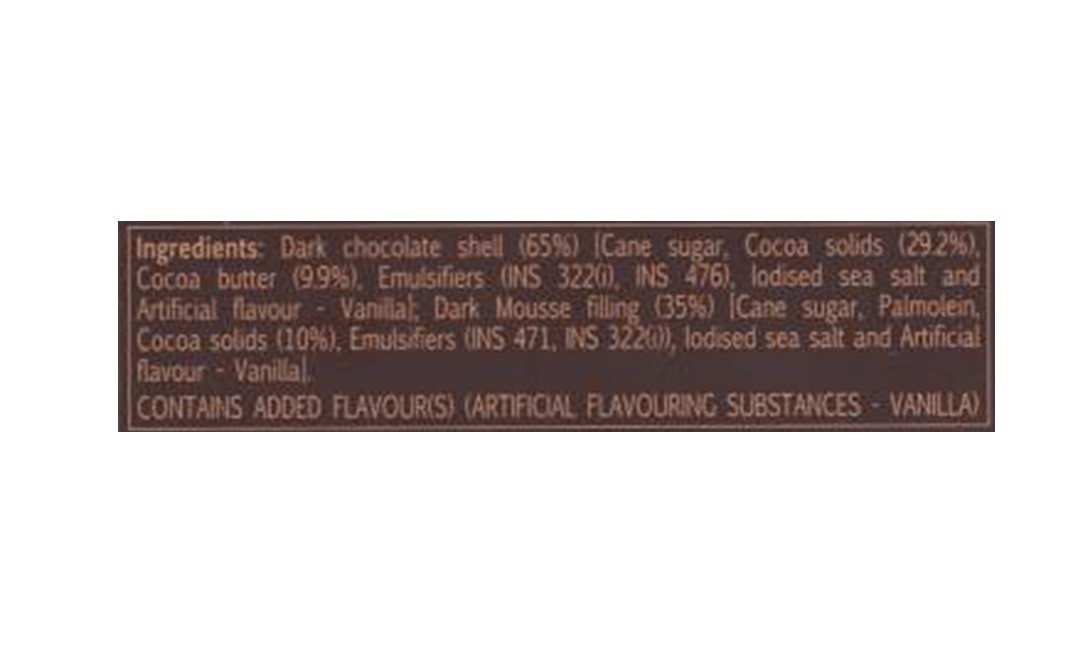 Ingredients: Dark chocolate shell (65%) [Cane sugar, Cocoa solids (29.2%),
Cocoa butter (9.9%), Emulsifiers (INS 322(i), INS 476), Iodised sea salt and
Artificial flavour - Vanilla]; Dark Mousse filling (35%) [Cane sugar, Palmolein,
Cocoa solids (10%), Emulsifiers (INS 471, INS 322(i)), Iodised sea salt and Artificial
flavour - Vanilla].
CONTAINS ADDED FLAVOUR(S) (ARTIFICIAL FLAVOURING SUBSTANCES - VANILLA)